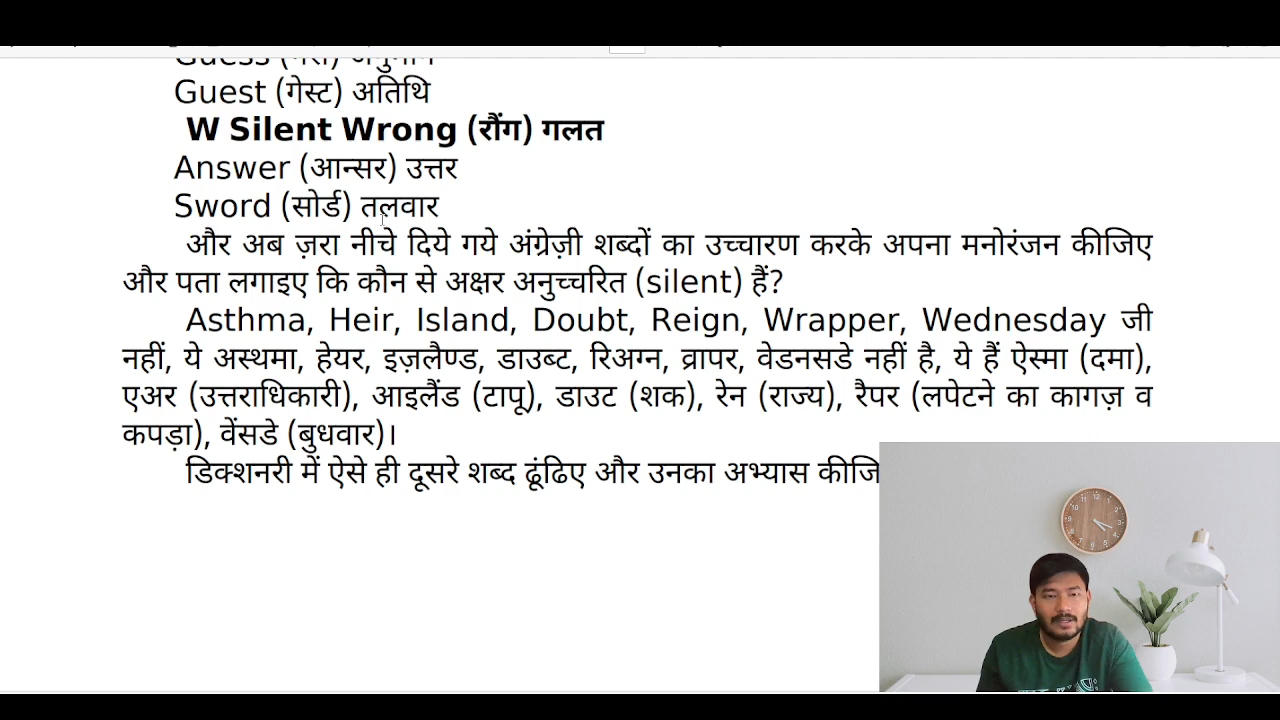 Guest (गेस्ट) अतिथि
W Silent Wrong (रौंग) गलत
Answer (आन्सर) उत्तर
Sword (सोर्ड) तलवार
और अब ज़रा नीचे दिये गये अंग्रेज़ी शब्दों का उच्चारण करके अपना मनोरंजन कीजिए
और पता लगाइए कि कौन से अक्षर अनुच्चरित (silent) हैं?
Asthma, Heir, Island, Doubt, Reign, Wrapper, Wednesday जी
नहीं, ये अस्थमा, हेयर, इज़लैण्ड, डाउब्ट, रिअग्न, व्रापर, वेडनसडे नहीं है, ये हैं ऐस्मा (दमा),
एअर (उत्तराधिकारी), आइलैंड (टापू), डाउट (शक), रेन (राज्य), रैपर (लपेटने का कागज़ व
कपड़ा), वेंसडे (बुधवार)।
डिक्शनरी में ऐसे ही दूसरे शब्द ढूंढिए और उनका अभ्यास